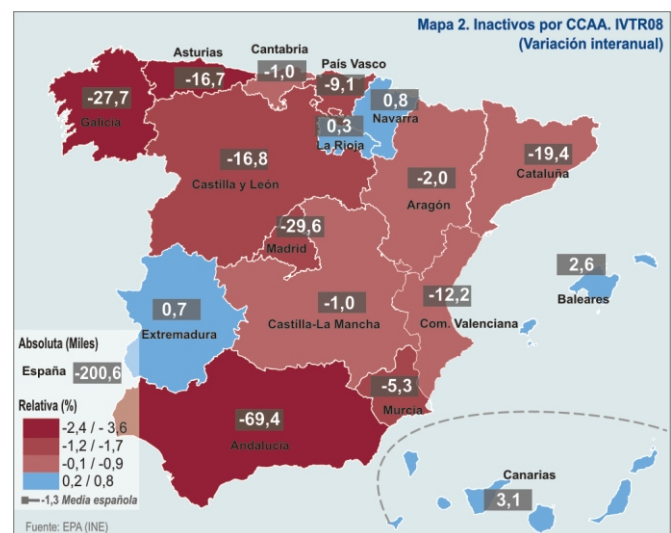 Mapa 2. Inactivos por CCAA. IVTR08
(Variación interanual)
Asturias
-16,7
Cantabria
-1,0
País Vasco
-9,1
-27,7
Galicia
0,8
Navarra
0,3
La Rioja
-16,8
Castilla y León
-2,0
Aragón
-19,4
Cataluña
-29,6
Madrid
2,6
Baleares
0,7
Extremadura
-1,0
Castilla-La Mancha
-12,2
Com. Valenciana
-5,3
Murcia
-69,4
Andalucía
Canarias
3,1
Absoluta (Miles)
España -200,6
Relativa (%)
-2,4 / - 3,6
-1,2 / -1,7
-0,1 / -0,9
0,2 / 0,8
-1,3 Media española
Fuente: EPA (INE)